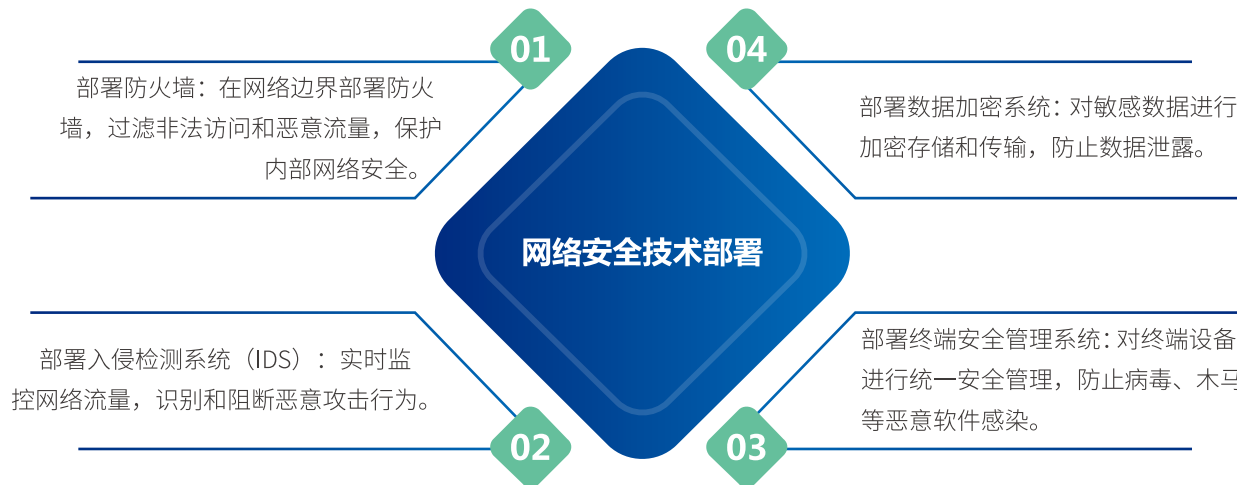 01
部署防火墙：在网络边界部署防火
墙，过滤非法访问和恶意流量，保护
内部网络安全。
04
部署数据加密系统：对敏感数据进行
加密存储和传输，防止数据泄露。
网络安全技术部署
部署入侵检测系统（IDS）：实时监
控网络流量，识别和阻断恶意攻击行为。
02
部署终端安全管理系统：对终端设备
进行统一安全管理，防止病毒、木马
等恶意软件感染。
03